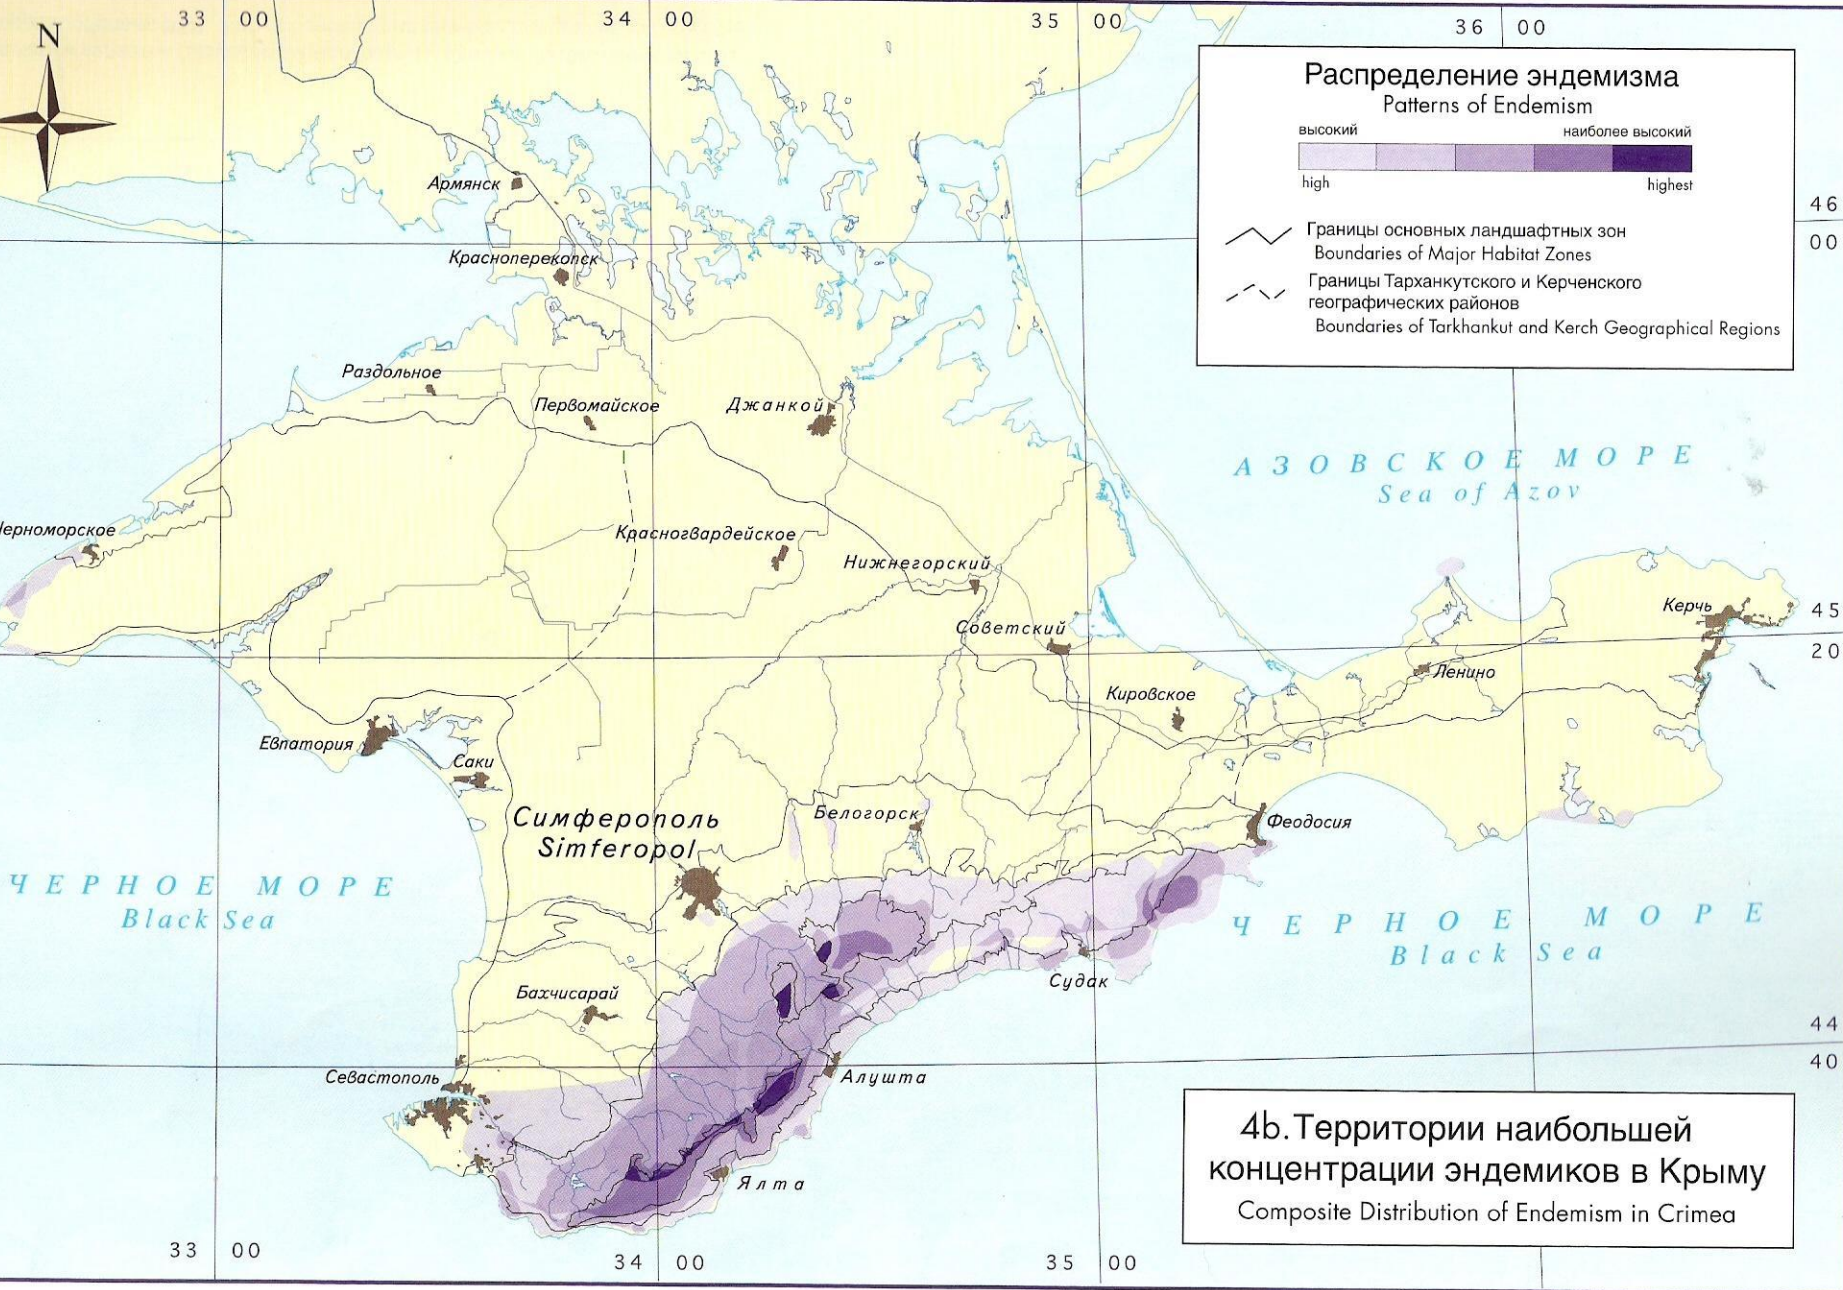 33 00
34 00
35 00
36 00
N
Распределение эндемизма
Patterns of Endemism
высокий наиболее высокий
high highest
Границы основных ландшафтных зон
Boundaries of Major Habitat Zones
Границы Тарханкутского и Керченского
географических районов
Boundaries of Tarkhankut and Kerch Geographical Regions
46
00
Армянск
Красноперекопск
Раздольное
Первомайское
Джанкой
АЗОВСКОЕ МОРЕ
Sea of Azov
Черноморское
Красногвардейское
Нижнегорский
Советский
Керчь
45
20
Ленино
Кировское
Евпатория
Саки
Симферополь
Simferopol
Белогорск
Феодосия
ЧЕРНОЕ МОРЕ
Black Sea
ЧЕРНОЕ МОРЕ
Black Sea
Судак
Бахчисарай
44
40
Севастополь
Алушта
Ялта
4b. Территории наибольшей
концентрации эндемиков в Крыму
Composite Distribution of Endemism in Crimea
33 00
34 00
35 00